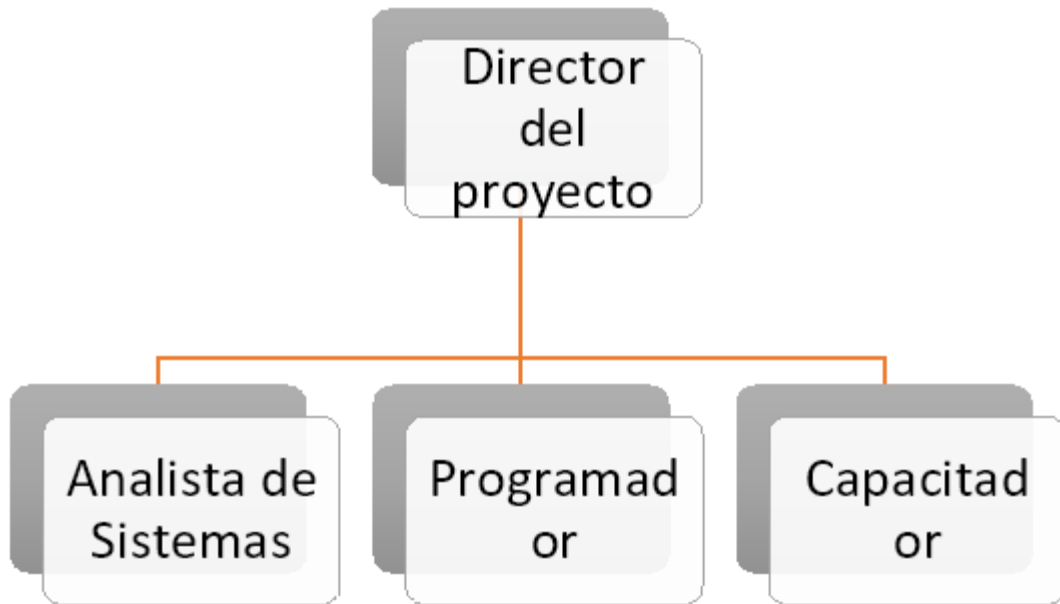 Director
del
proyecto
Analista de
Sistemas
Programad
or
Capacitad
or